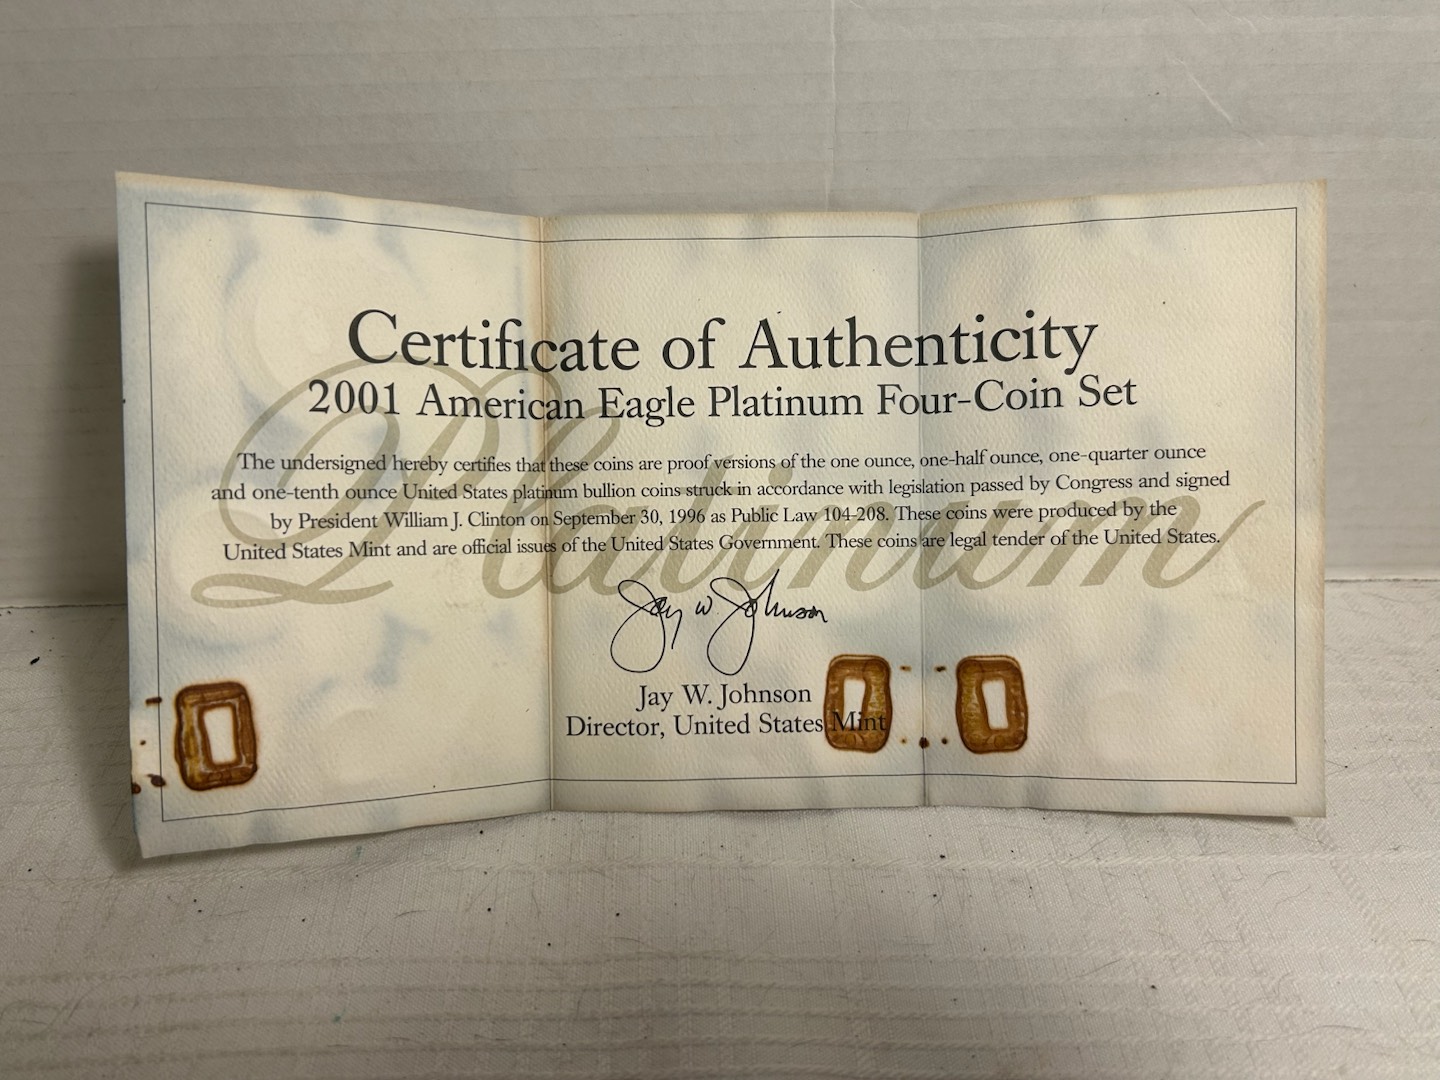 Certificate of Authenticity
2001 American Eagle Platinum Four-Coin Set
Platinum
The undersigned hereby certifies that these coins are proof versions of the one ounce, one-half ounce, one-quarter ounce
and one-tenth ounce United States platinum bullion coins struck in accordance with legislation passed by Congress and signed
by President William J. Clinton on September 30, 1996 as Public Law 104-208. These coins were produced by the
United States Mint and are official issues of the United States Government. These coins are legal tender of the United States.
Jay W Johnson
Jay W. Johnson
Director, United States Mint